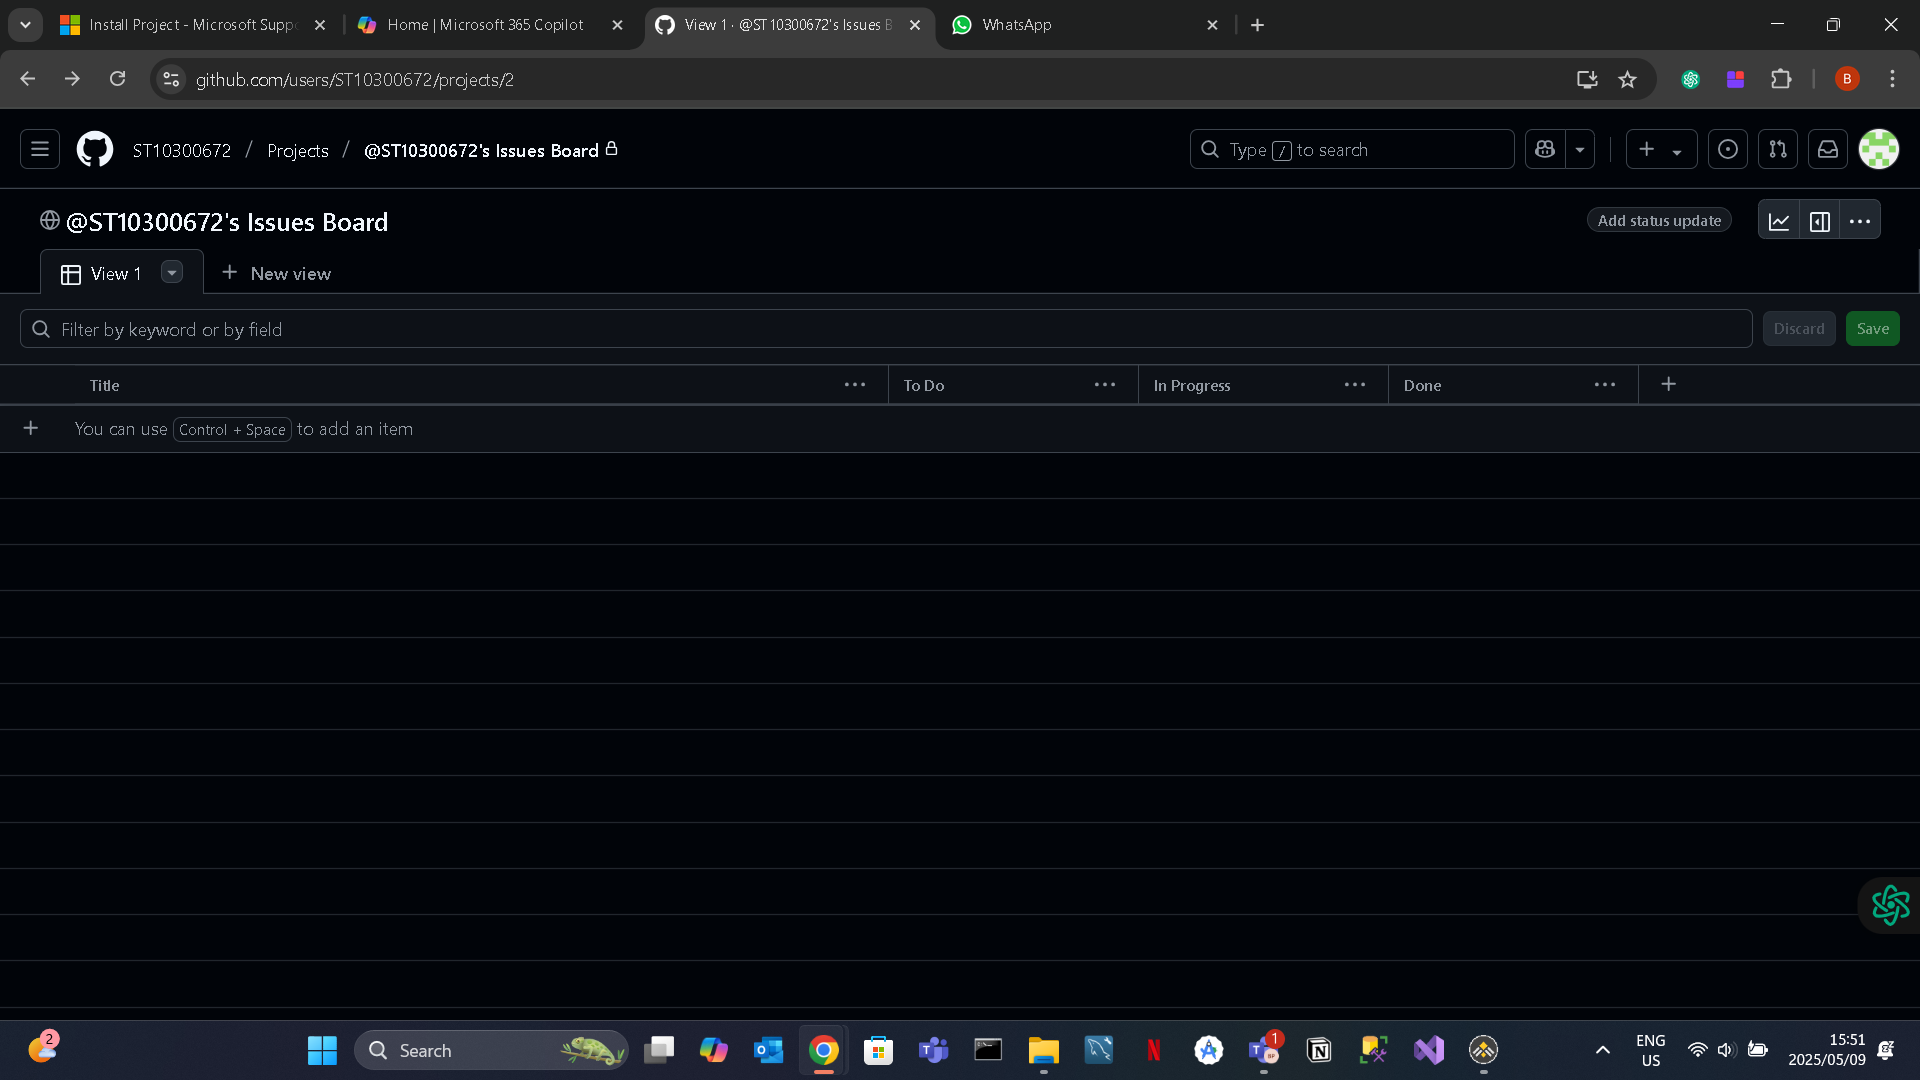 Install Project - Microsoft Supp
Home | Microsoft 365 Copilot
View 1 · @ST10300672's Issues B
WhatsApp
github.com/users/ST10300672/projects/2
B
ST10300672 / Projects / @ST10300672's Issues Board
Type / to search
@ST10300672's Issues Board
Add status update
View 1
New view
Filter by keyword or by field
Discard
Save
Title
To Do
In Progress
Done
You can use Control + Space to add an item
2
Search
1
ENG
US
15:51
2025/05/09